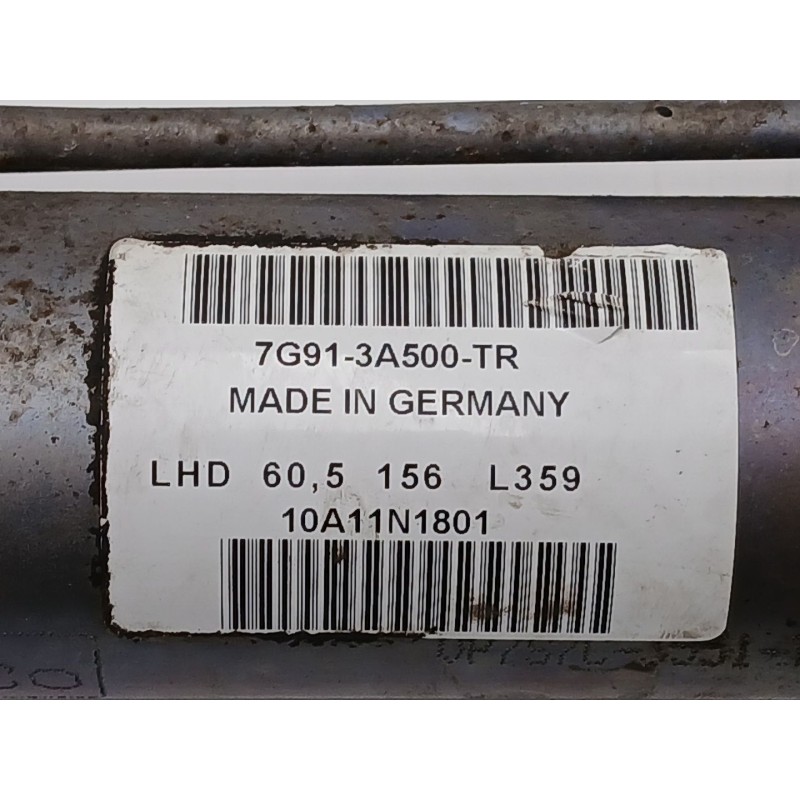 7G91-3A500-TR
MADE IN GERMANY
LHD 60,5 156 L359
10A11N1801